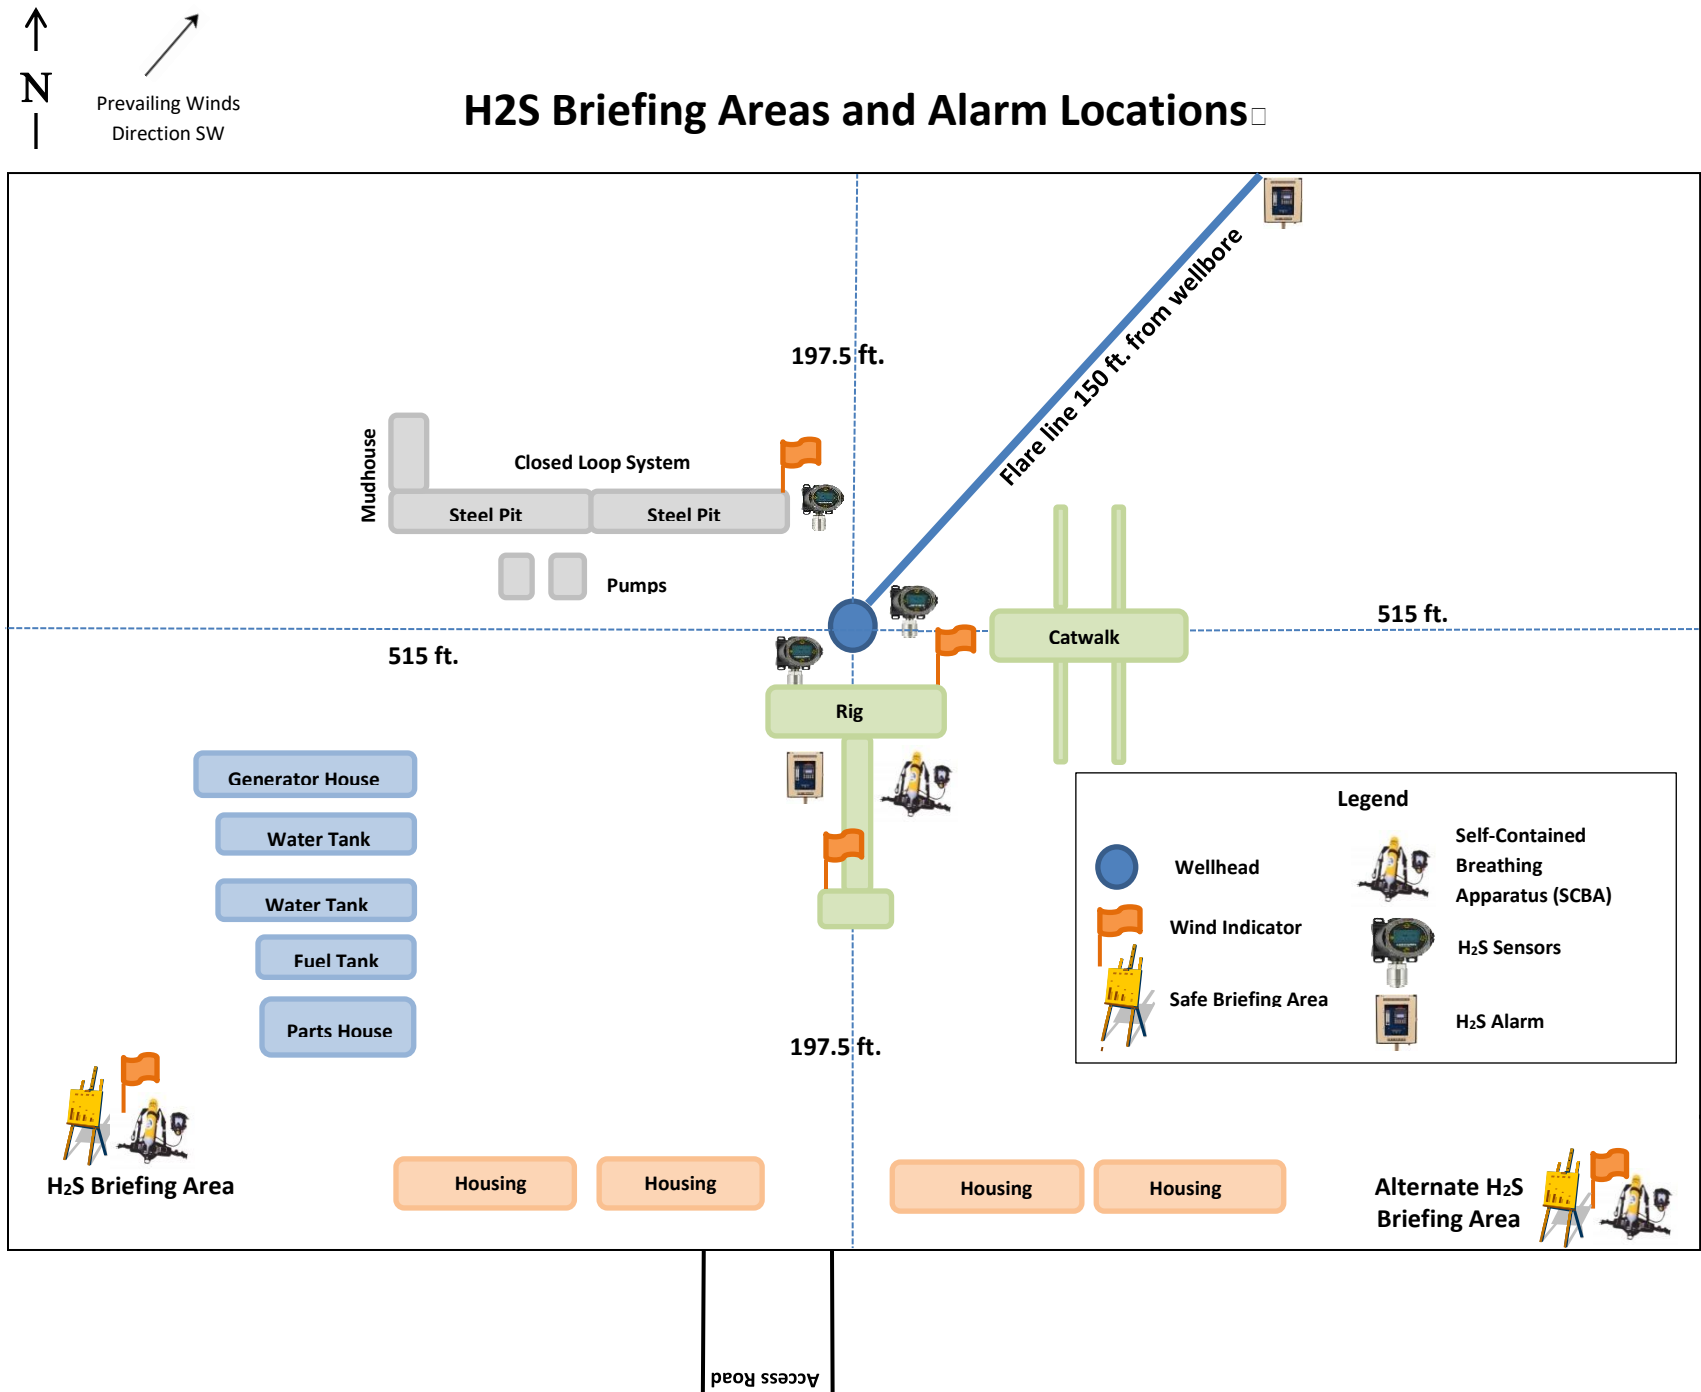 N
Prevailing Winds
Direction SW
H2S Briefing Areas and Alarm Locations
197.5 ft.
Flare line 150 ft. from wellbore
Mudhouse
Closed Loop System
Steel Pit
Steel Pit
Pumps
515 ft.
515 ft.
Catwalk
Rig
Generator House
Water Tank
Water Tank
Fuel Tank
Parts House
Legend
Wellhead
Wind Indicator
Safe Briefing Area
Self-Contained
Breathing
Apparatus (SCBA)
H2S Sensors
H2S Alarm
197.5 ft.
H2S Briefing Area
Housing
Housing
Housing
Housing
Alternate H2S
Briefing Area
Access Road